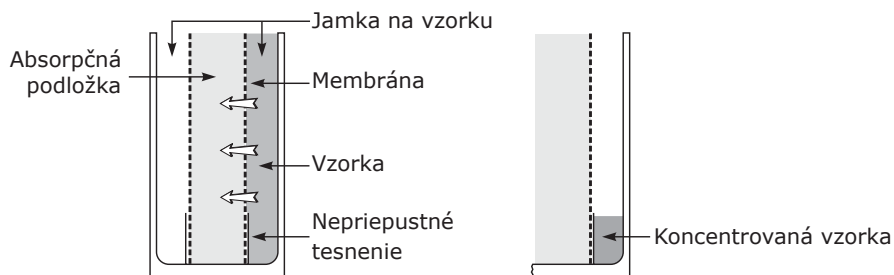 Jamka na vzorku
Absorpčná
podložka
Membrána
Vzorka
Nepriepustné
tesnenie
Koncentrovaná vzorka